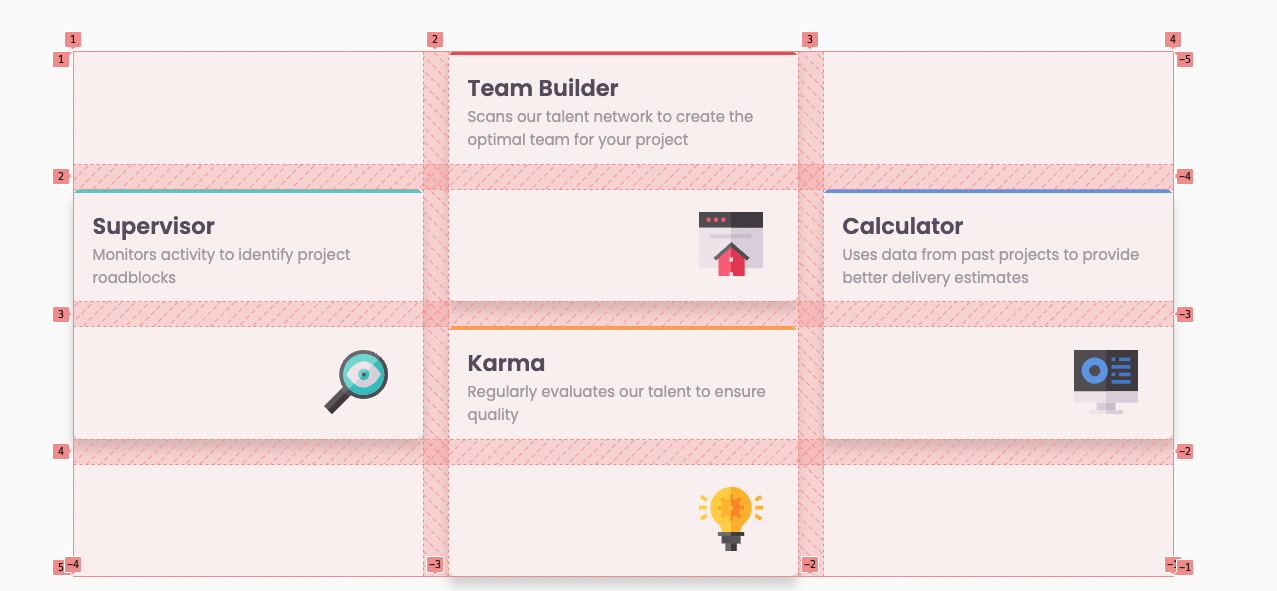 1 2 3 4
1 −5
Team Builder
Scans our talent network to create the
optimal team for your project
2 −4
Supervisor
Monitors activity to identify project
roadblocks
Calculator
Uses data from past projects to provide
better delivery estimates
3 −3
Karma
Regularly evaluates our talent to ensure
quality
4 −2
5 −4 −3 −2 −1